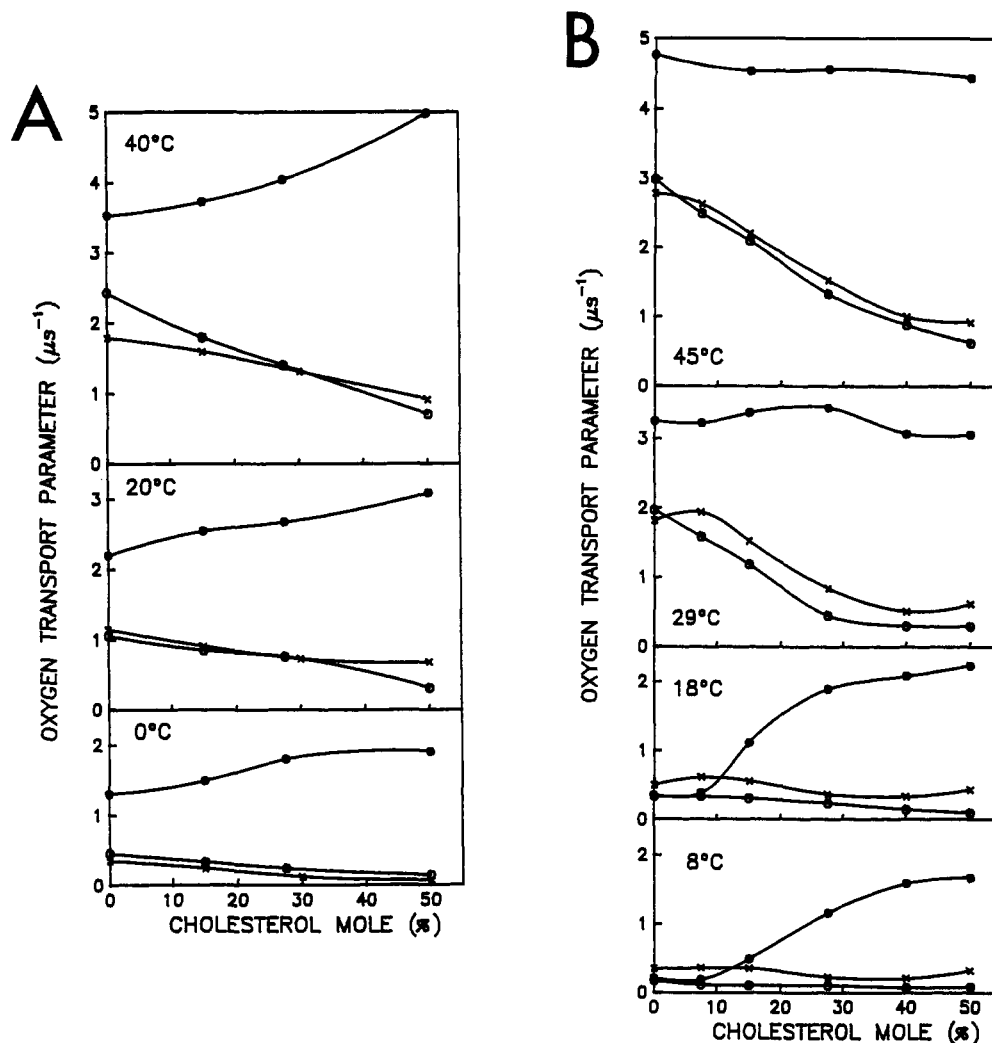 A
OXYGEN TRANSPORT PARAMETER (μs⁻¹)
40°C
5
4
3
2
1
0
20°C
3
2
1
0
0°C
2
1
0
0 10 20 30 40 50
CHOLESTEROL MOLE (%)
B
OXYGEN TRANSPORT PARAMETER (μs⁻¹)
5
4
3
2
1
0
45°C
3
2
1
0
29°C
18°C
2
1
0
8°C
2
1
0
0 10 20 30 40 50
CHOLESTEROL MOLE (%)